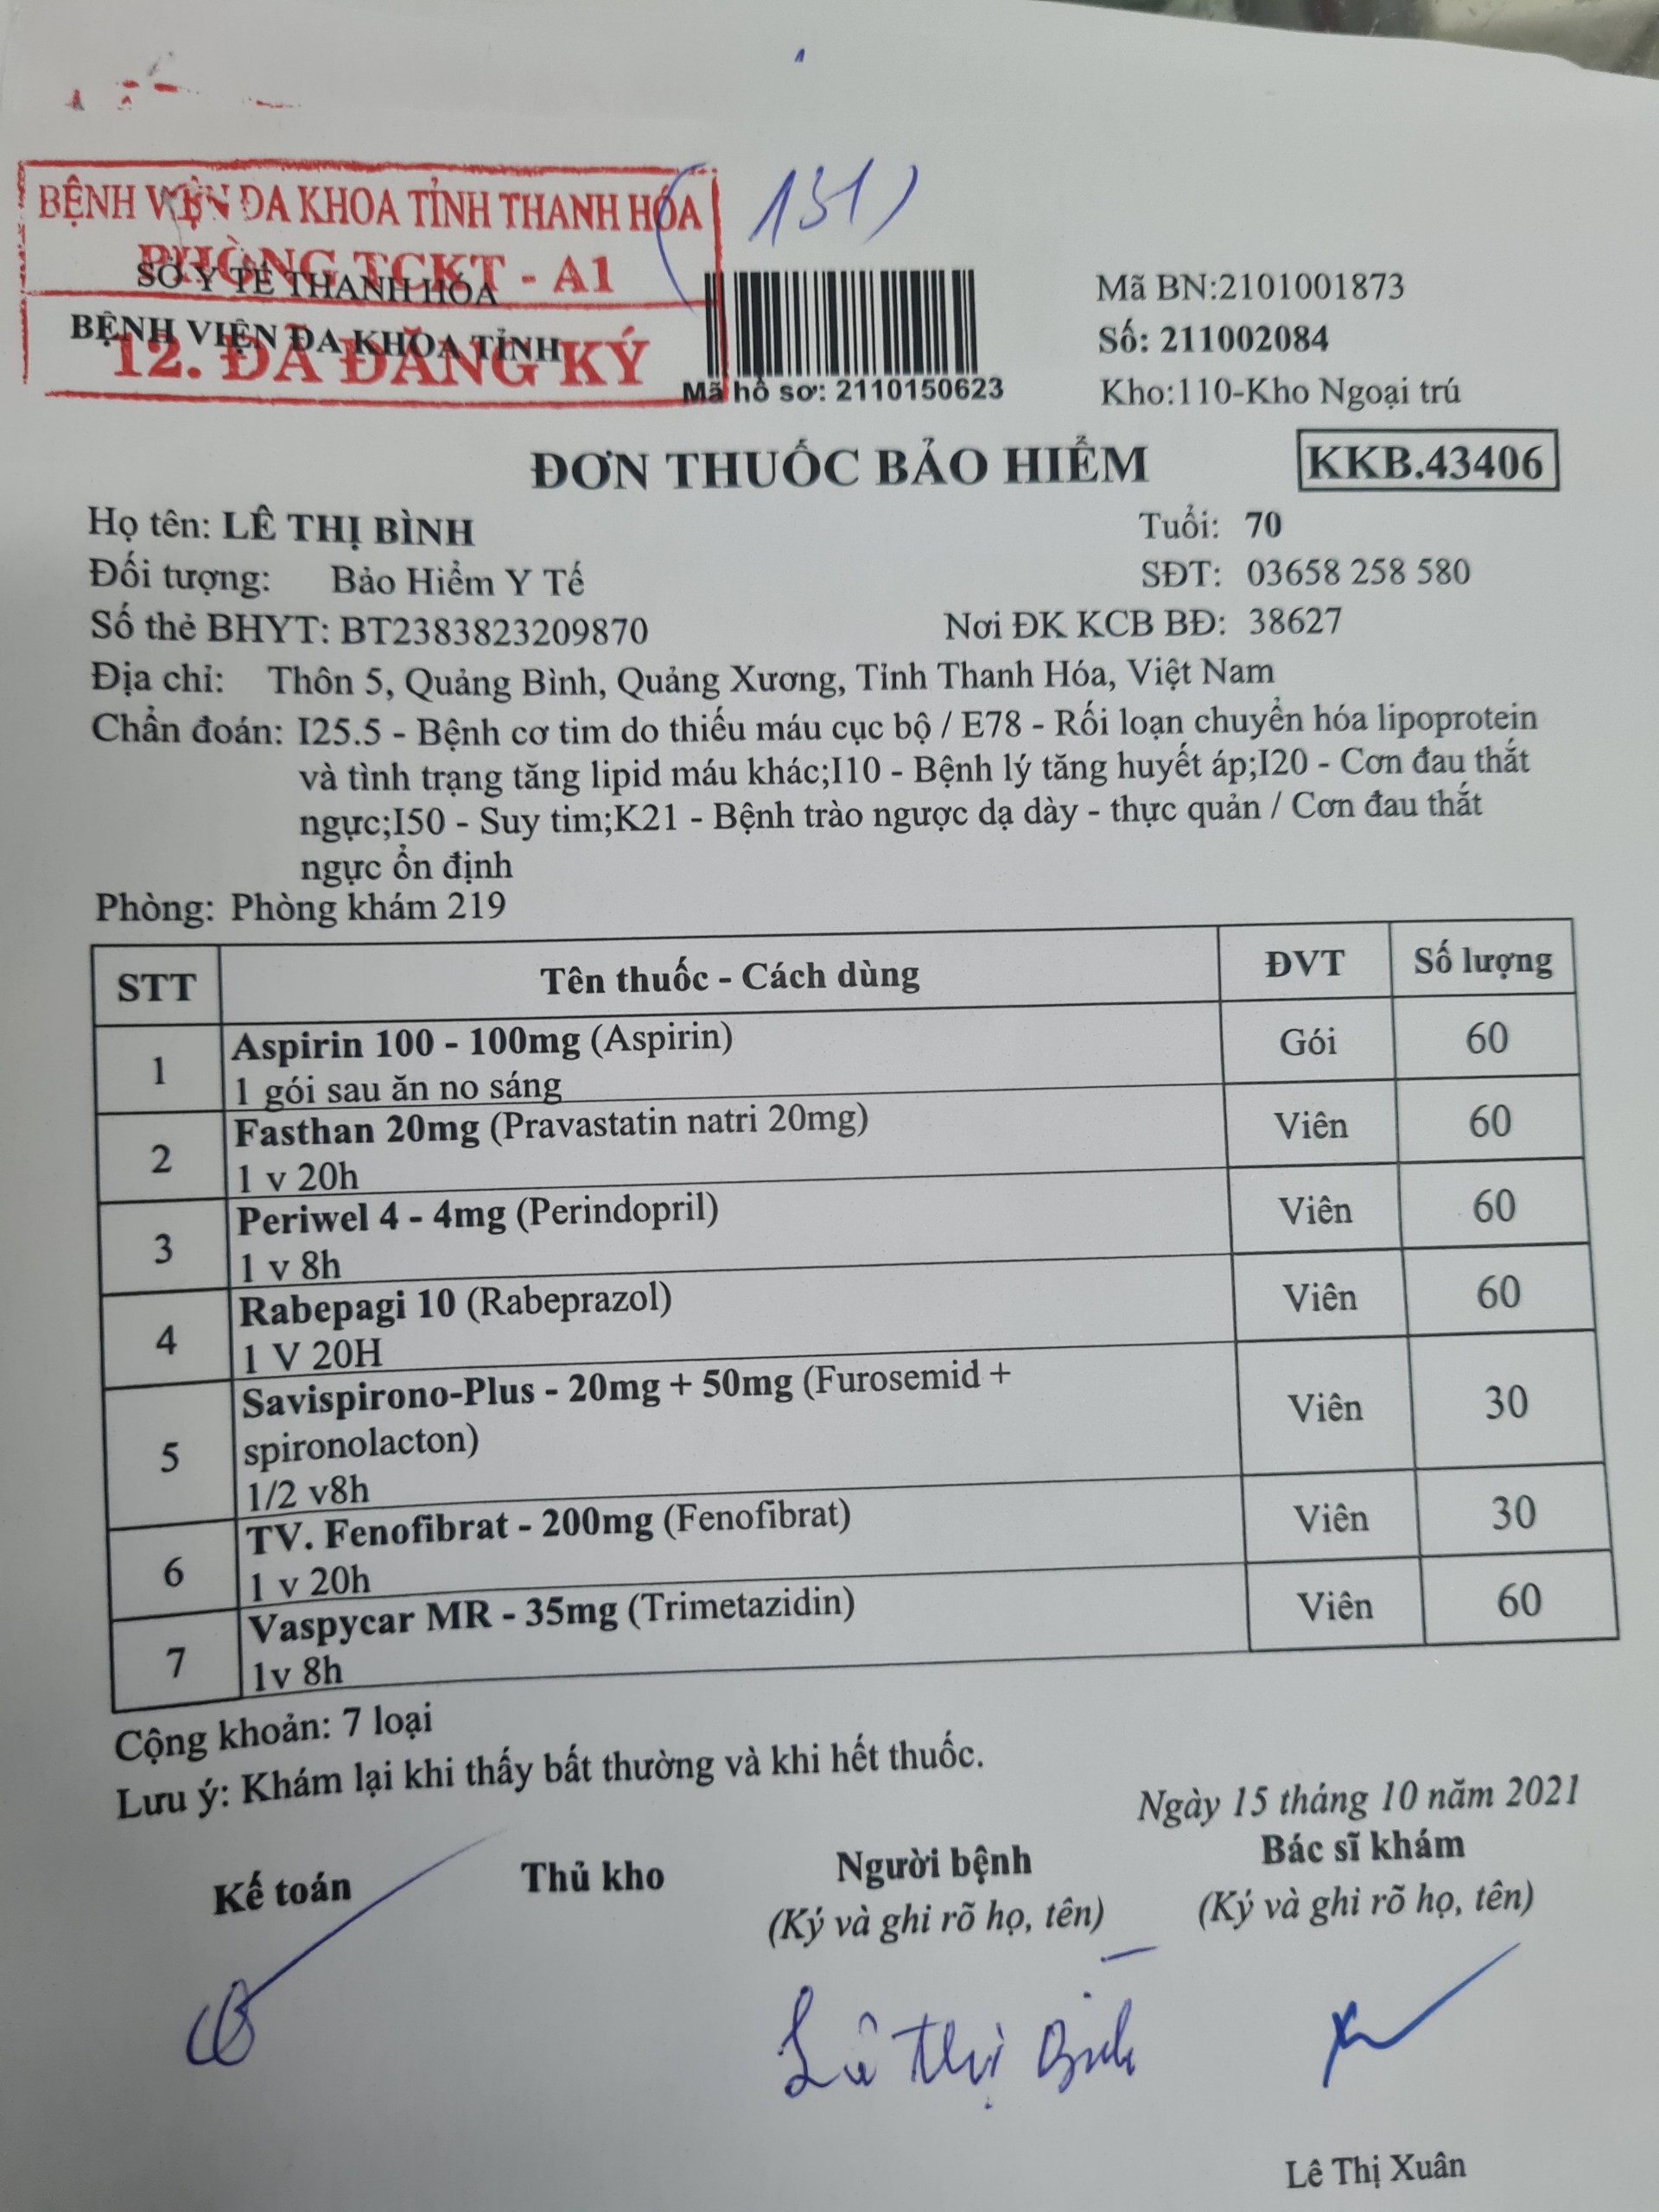 131
BỆNH VIỆN ĐA KHOA TỈNH THANH HÓA
PHÒNG TCKT - A1
12. ĐÃ ĐĂNG KÝ
SỞ Y TẾ THANH HÓA
BỆNH VIỆN ĐA KHOA TỈNH
Mã hồ sơ: 2110150623
Mã BN:2101001873
Số: 211002084
Kho:110-Kho Ngoại trú
ĐƠN THUỐC BẢO HIỂM
KKB.43406
Họ tên: LÊ THỊ BÌNH Tuổi: 70
Đối tượng: Bảo Hiểm Y Tế SĐT: 03658 258 580
Số thẻ BHYT: BT2383823209870 Nơi ĐK KCB BĐ: 38627
Địa chỉ: Thôn 5, Quảng Bình, Quảng Xương, Tỉnh Thanh Hóa, Việt Nam
Chẩn đoán: I25.5 - Bệnh cơ tim do thiếu máu cục bộ / E78 - Rối loạn chuyển hóa lipoprotein
và tình trạng tăng lipid máu khác;I10 - Bệnh lý tăng huyết áp;I20 - Cơn đau thắt
ngực;I50 - Suy tim;K21 - Bệnh trào ngược dạ dày - thực quản / Cơn đau thắt
ngực ổn định
Phòng: Phòng khám 219
STT Tên thuốc - Cách dùng ĐVT Số lượng
1 Aspirin 100 - 100mg (Aspirin) Gói 60
1 gói sau ăn no sáng
2 Fasthan 20mg (Pravastatin natri 20mg) Viên 60
1 v 20h
3 Periwel 4 - 4mg (Perindopril) Viên 60
1 v 8h
4 Rabepagi 10 (Rabeprazol) Viên 60
1 V 20H
5 Savispirono-Plus - 20mg + 50mg (Furosemid + Viên 30
spironolacton)
1/2 v8h
6 TV. Fenofibrat - 200mg (Fenofibrat) Viên 30
1 v 20h
7 Vaspycar MR - 35mg (Trimetazidin) Viên 60
1v 8h
Cộng khoản: 7 loại
Lưu ý: Khám lại khi thấy bất thường và khi hết thuốc.
Ngày 15 tháng 10 năm 2021
Kế toán Thủ kho Người bệnh Bác sĩ khám
(Ký và ghi rõ họ, tên) (Ký và ghi rõ họ, tên)
Lê Thị Bình
Lê Thị Xuân